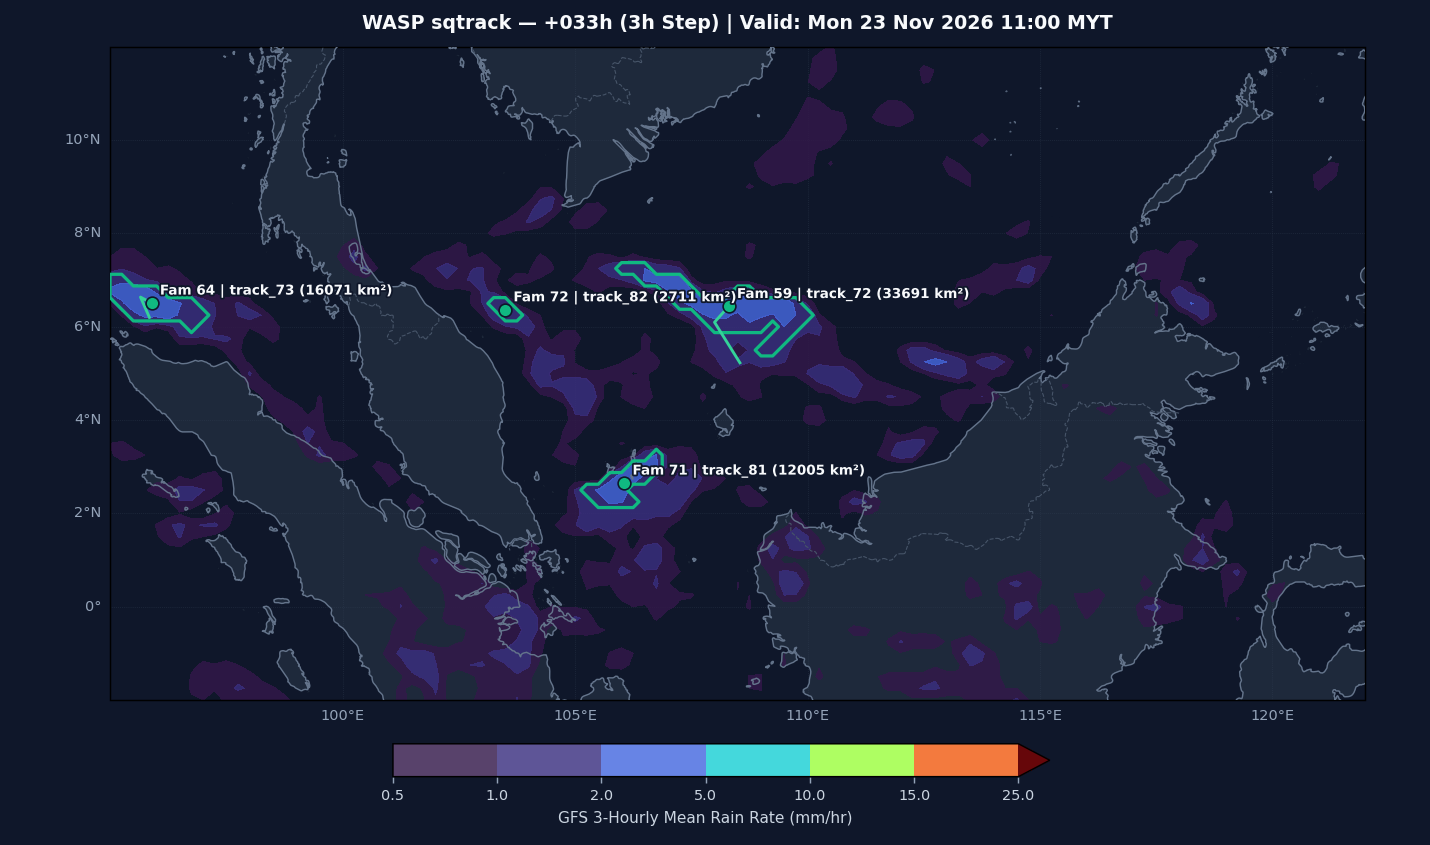 WASP sqtrack — +033h (3h Step) | Valid: Mon 23 Nov 2026 11:00 MYT
10°N
8°N
6°N
4°N
2°N
0°
Fam 64 | track_73 (16071 km²)
Fam 72 | track_82 (2711 km²)
Fam 59 | track_72 (33691 km²)
Fam 71 | track_81 (12005 km²)
100°E
105°E
110°E
115°E
120°E
0.5
1.0
2.0
5.0
10.0
15.0
25.0
GFS 3-Hourly Mean Rain Rate (mm/hr)